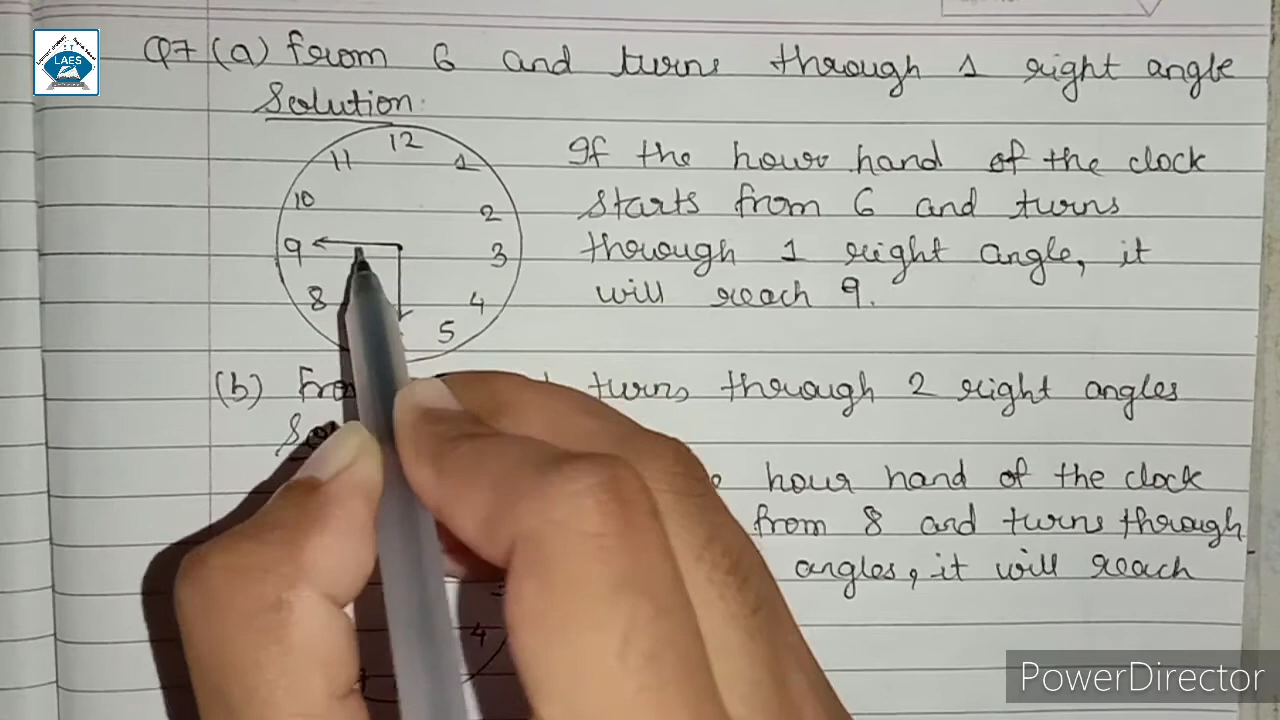 LAES
Q7 (a) From 6 and turns through 1 right angle
Solution:
12
11 1
10 2
9 3
8 4
5
If the hour hand of the clock
starts from 6 and turns
through 1 right angle, it
will reach 9.
(b) turns through 2 right angles
hour hand of the clock
from 8 and turns through
angles, it will reach
4
PowerDirector